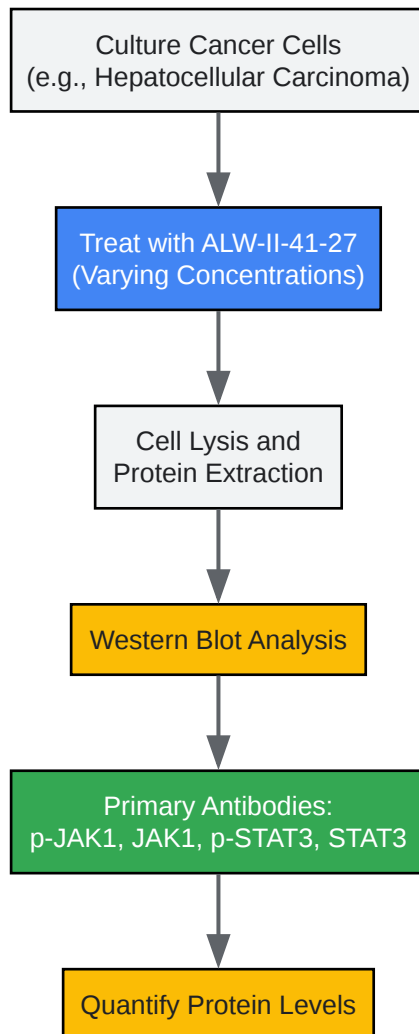 Culture Cancer Cells
(e.g., Hepatocellular Carcinoma)
Treat with ALW-II-41-27
(Varying Concentrations)
Cell Lysis and
Protein Extraction
Western Blot Analysis
Primary Antibodies:
p-JAK1, JAK1, p-STAT3, STAT3
Quantify Protein Levels